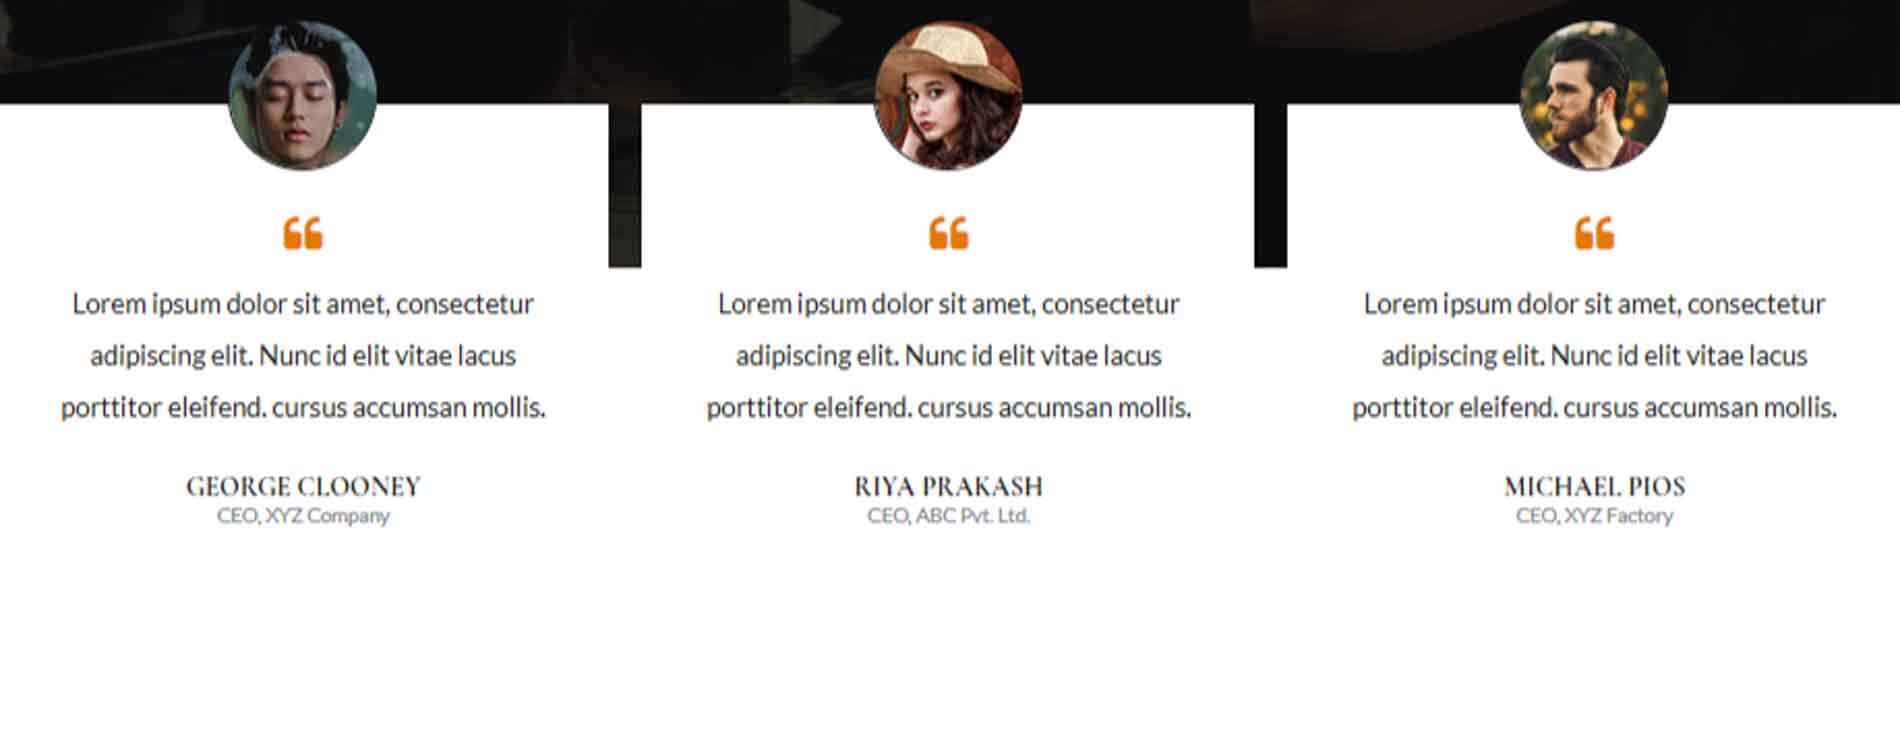 Lorem ipsum dolor sit amet, consectetur
adipiscing elit. Nunc id elit vitae lacus
porttitor eleifend. cursus accumsan mollis.
GEORGE CLOONEY
CEO, XYZ Company
Lorem ipsum dolor sit amet, consectetur
adipiscing elit. Nunc id elit vitae lacus
porttitor eleifend. cursus accumsan mollis.
RIYA PRAKASH
CEO, ABC Pvt. Ltd.
Lorem ipsum dolor sit amet, consectetur
adipiscing elit. Nunc id elit vitae lacus
porttitor eleifend. cursus accumsan mollis.
MICHAEL PIOS
CEO, XYZ Factory